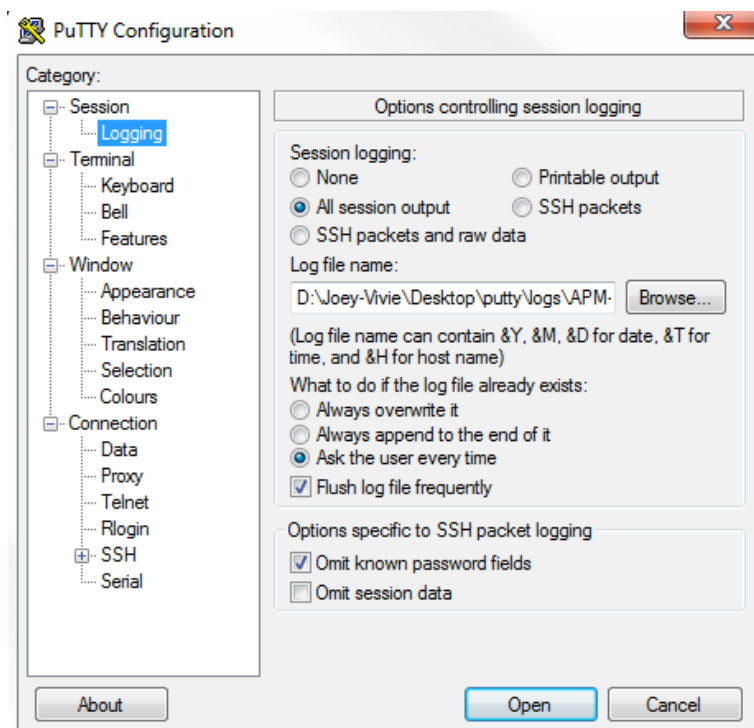 PuTTY Configuration
Category:
Session
Logging
Terminal
Keyboard
Bell
Features
Window
Appearance
Behaviour
Translation
Selection
Colours
Connection
Data
Proxy
Telnet
Rlogin
SSH
Serial
Options controlling session logging
Session logging:
None
Printable output
All session output
SSH packets
SSH packets and raw data
Log file name:
D:\Joey-Vivie\Desktop\putty\logs\APM-
Browse...
(Log file name can contain &Y, &M, &D for date, &T for
time, and &H for host name)
What to do if the log file already exists:
Always overwrite it
Always append to the end of it
Ask the user every time
Flush log file frequently
Options specific to SSH packet logging
Omit known password fields
Omit session data
About
Open
Cancel